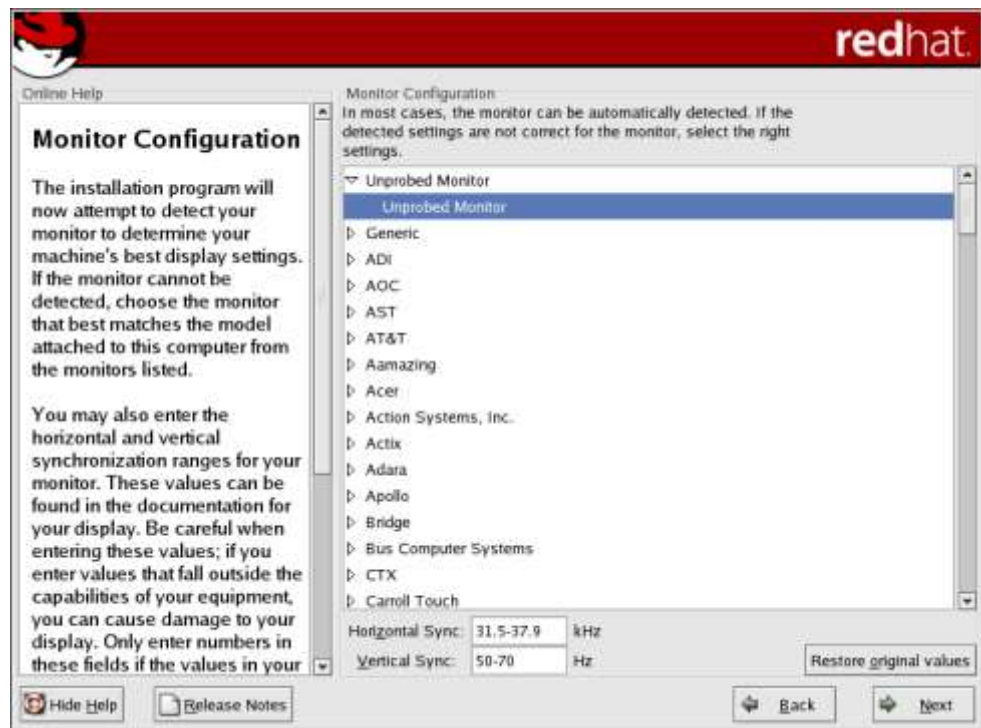 redhat.
Online Help
Monitor Configuration
The installation program will
now attempt to detect your
monitor to determine your
machine's best display settings.
If the monitor cannot be
detected, choose the monitor
that best matches the model
attached to this computer from
the monitors listed.
You may also enter the
horizontal and vertical
synchronization ranges for your
monitor. These values can be
found in the documentation for
your display. Be careful when
entering these values; if you
enter values that fall outside the
capabilities of your equipment,
you can cause damage to your
display. Only enter numbers in
these fields if the values in your
Monitor Configuration
In most cases, the monitor can be automatically detected. If the
detected settings are not correct for the monitor, select the right
settings.
Unprobed Monitor
Unprobed Monitor
Generic
ADI
AOC
AST
AT&T
Aamazing
Acer
Action Systems, Inc.
Actix
Adara
Apollo
Bridge
Bus Computer Systems
CTX
Carroll Touch
Horizontal Sync: 31.5-37.9 kHz
Vertical Sync: 50-70 Hz
Restore original values
Hide Help
Release Notes
Back
Next